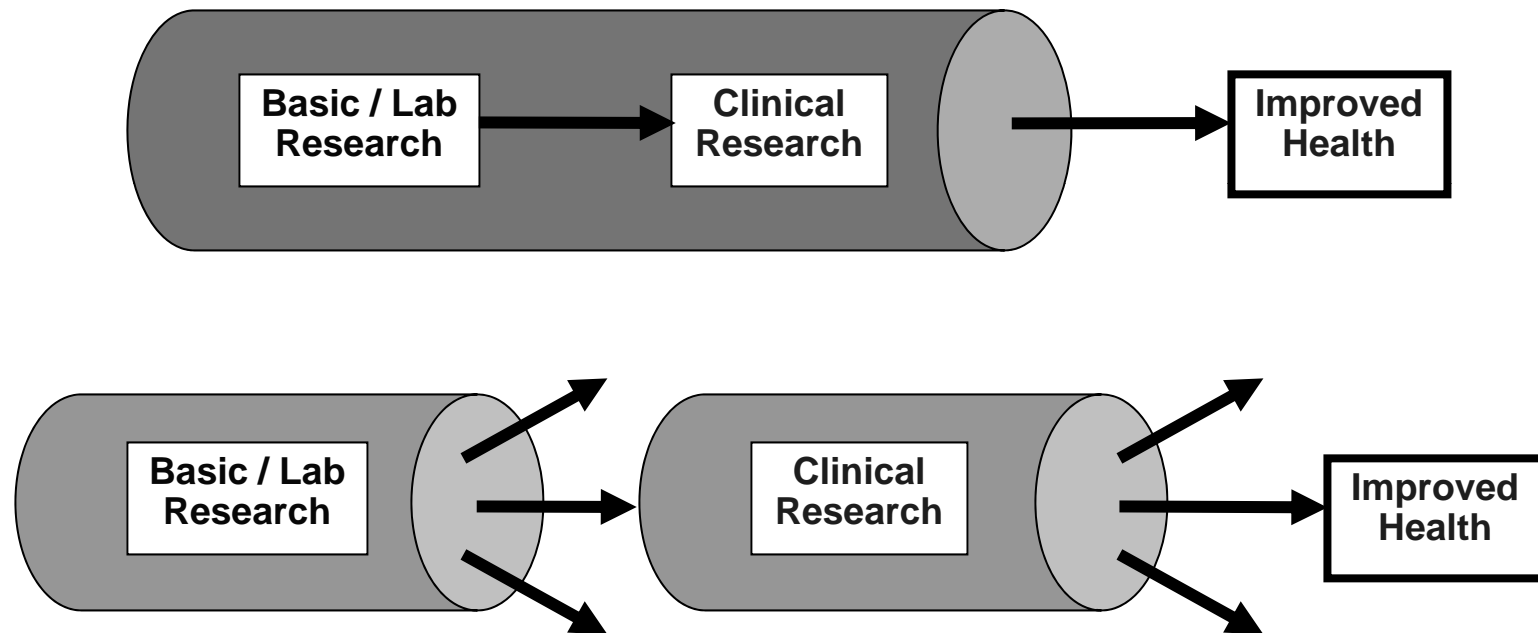 Basic / Lab
Research
Clinical
Research
Improved
Health
Basic / Lab
Research
Clinical
Research
Improved
Health